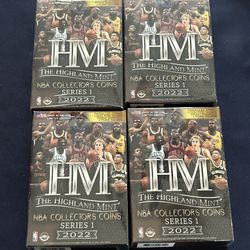 HM
THE HIGHLAND MINT
NBA COLLECTORS COINS
SERIES 1
2022
HM
THE HIGHLAND MINT
NBA COLLECTORS COINS
SERIES 1
2022
HM
THE HIGHLAND MINT
NBA COLLECTORS COINS
SERIES 1
2022
HM
THE HIGHLAND MINT
NBA COLLECTORS COINS
SERIES 1
2022